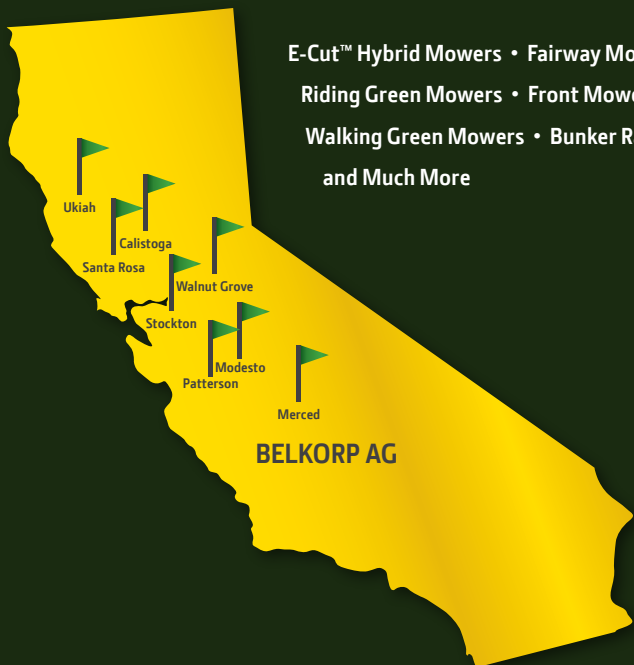 E-Cut™ Hybrid Mowers • Fairway Mo
Riding Green Mowers • Front Mowe
Walking Green Mowers • Bunker R
and Much More
Ukiah
Calistoga
Santa Rosa
Walnut Grove
Stockton
Modesto
Patterson
Merced
BELKORP AG